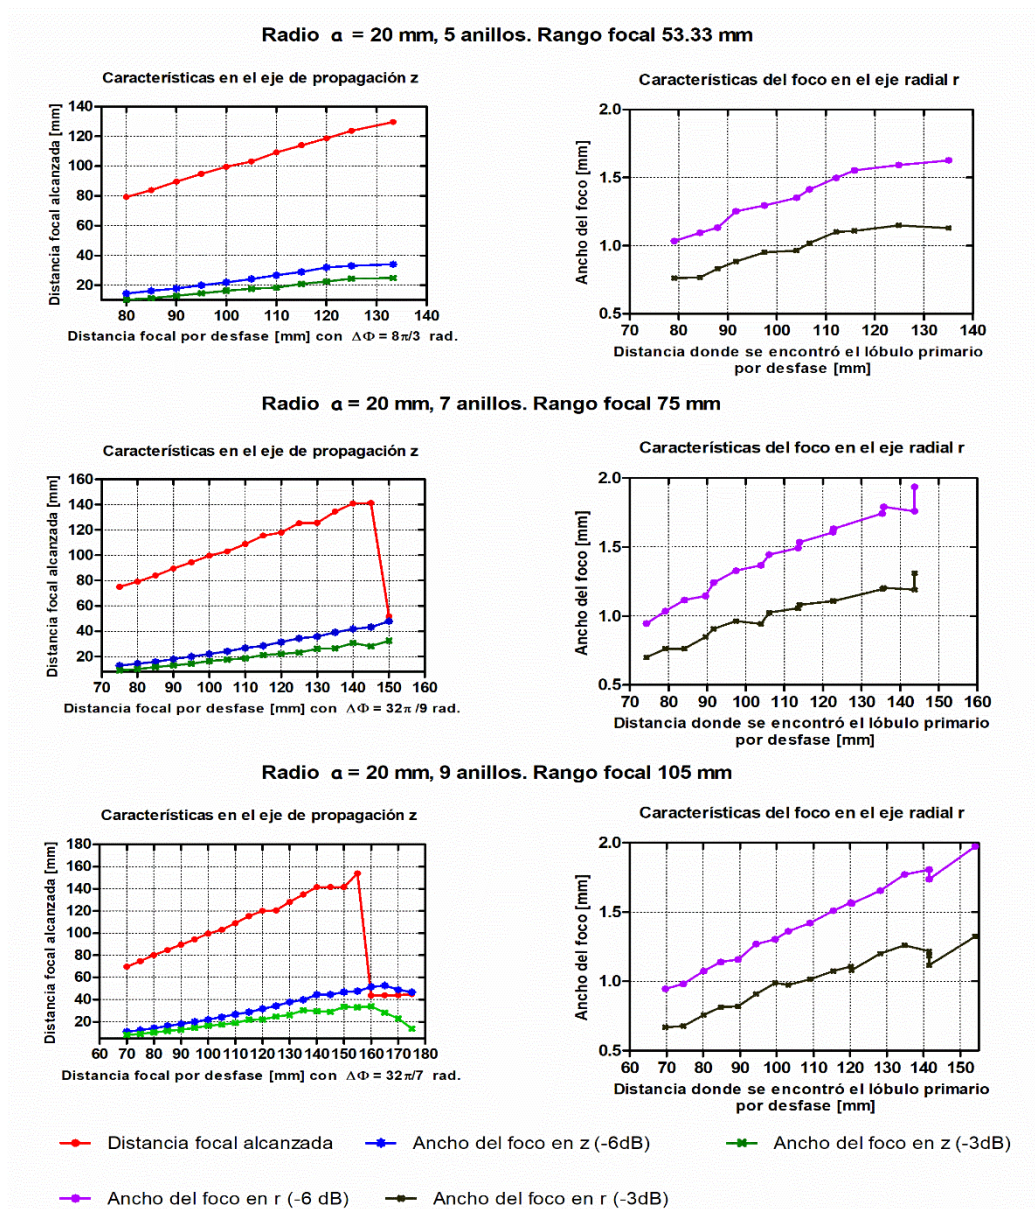 Radio a = 20 mm, 5 anillos. Rango focal 53.33 mm
Características en el eje de propagación z
Distancia focal alcanzada [mm]
140
120
100
80
60
40
20
70 80 90 100 110 120 130 140
Distancia focal por desfase [mm] con ΔΦ = 8π/3 rad.
Características del foco en el eje radial r
Ancho del foco [mm]
2.0
1.5
1.0
0.5
70 80 90 100 110 120 130 140
Distancia donde se encontró el lóbulo primario
por desfase [mm]
Radio a = 20 mm, 7 anillos. Rango focal 75 mm
Características en el eje de propagación z
Distancia focal alcanzada [mm]
160
140
120
100
80
60
40
20
70 80 90 100 110 120 130 140 150 160
Distancia focal por desfase [mm] con ΔΦ = 32π /9 rad.
Características del foco en el eje radial r
Ancho del foco [mm]
2.0
1.5
1.0
0.5
70 80 90 100 110 120 130 140 150 160
Distancia donde se encontró el lóbulo primario
por desfase [mm]
Radio a = 20 mm, 9 anillos. Rango focal 105 mm
Características en el eje de propagación z
Distancia focal alcanzada [mm]
180
160
140
120
100
80
60
40
20
60 70 80 90 100 110 120 130 140 150 160 170 180
Distancia focal por desfase [mm] con ΔΦ = 32π/7 rad.
Características del foco en el eje radial r
Ancho del foco [mm]
2.0
1.5
1.0
0.5
60 70 80 90 100 110 120 130 140 150
Distancia donde se encontró el lóbulo primario
por desfase [mm]
Distancia focal alcanzada
Ancho del foco en z (-6dB)
Ancho del foco en z (-3dB)
Ancho del foco en r (-6 dB)
Ancho del foco en r (-3dB)